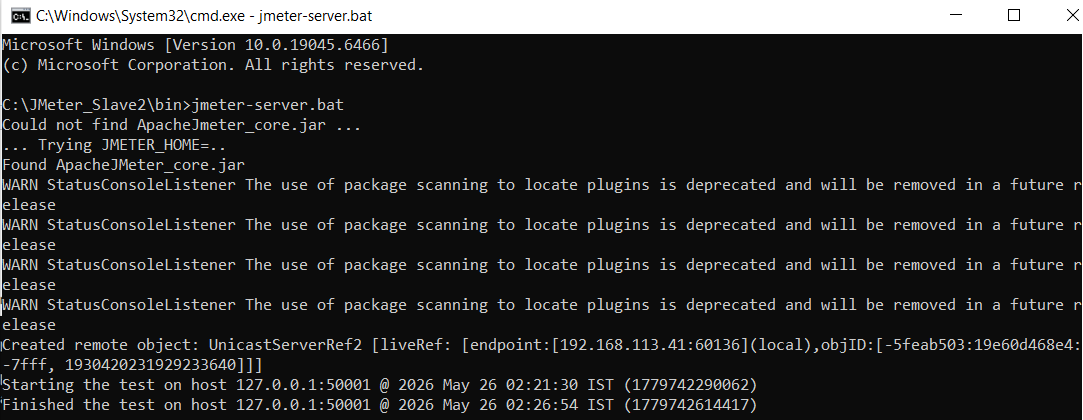 C:\Windows\System32\cmd.exe - jmeter-server.bat
Microsoft Windows [Version 10.0.19045.6466]
(c) Microsoft Corporation. All rights reserved.
C:\JMeter_Slave2\bin>jmeter-server.bat
Could not find ApacheJmeter_core.jar ...
... Trying JMETER_HOME=..
Found ApacheJMeter_core.jar
WARN StatusConsoleListener The use of package scanning to locate plugins is deprecated and will be removed in a future r
elease
WARN StatusConsoleListener The use of package scanning to locate plugins is deprecated and will be removed in a future r
elease
WARN StatusConsoleListener The use of package scanning to locate plugins is deprecated and will be removed in a future r
elease
WARN StatusConsoleListener The use of package scanning to locate plugins is deprecated and will be removed in a future r
elease
Created remote object: UnicastServerRef2 [liveRef: [endpoint:[192.168.113.41:60136](local),objID:[-5feab503:19e60d468e4:
-7fff, 1930420231929233640]]]
Starting the test on host 127.0.0.1:50001 @ 2026 May 26 02:21:30 IST (1779742290062)
Finished the test on host 127.0.0.1:50001 @ 2026 May 26 02:26:54 IST (1779742614417)